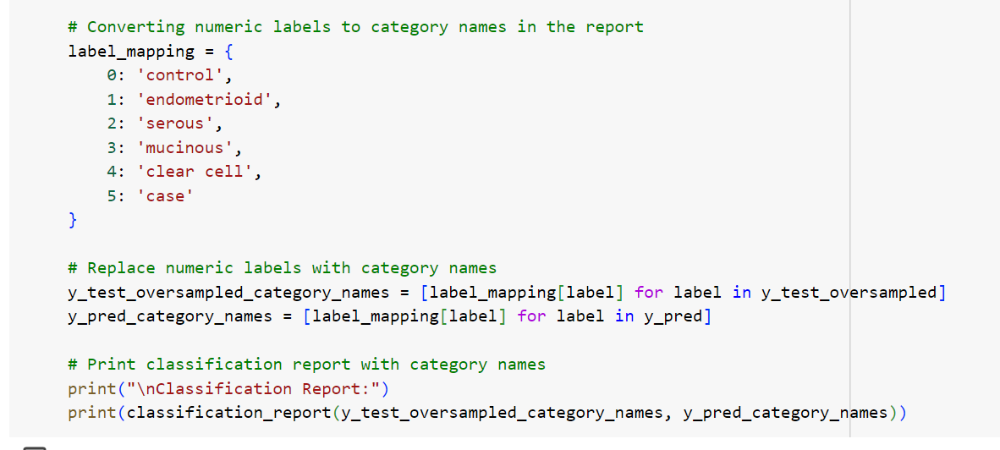 # Converting numeric labels to category names in the report
label_mapping = {
    0: 'control',
    1: 'endometrioid',
    2: 'serous',
    3: 'mucinous',
    4: 'clear cell',
    5: 'case'
}
# Replace numeric labels with category names
y_test_oversampled_category_names = [label_mapping[label] for label in y_test_oversampled]
y_pred_category_names = [label_mapping[label] for label in y_pred]
# Print classification report with category names
print("\nClassification Report:")
print(classification_report(y_test_oversampled_category_names, y_pred_category_names))